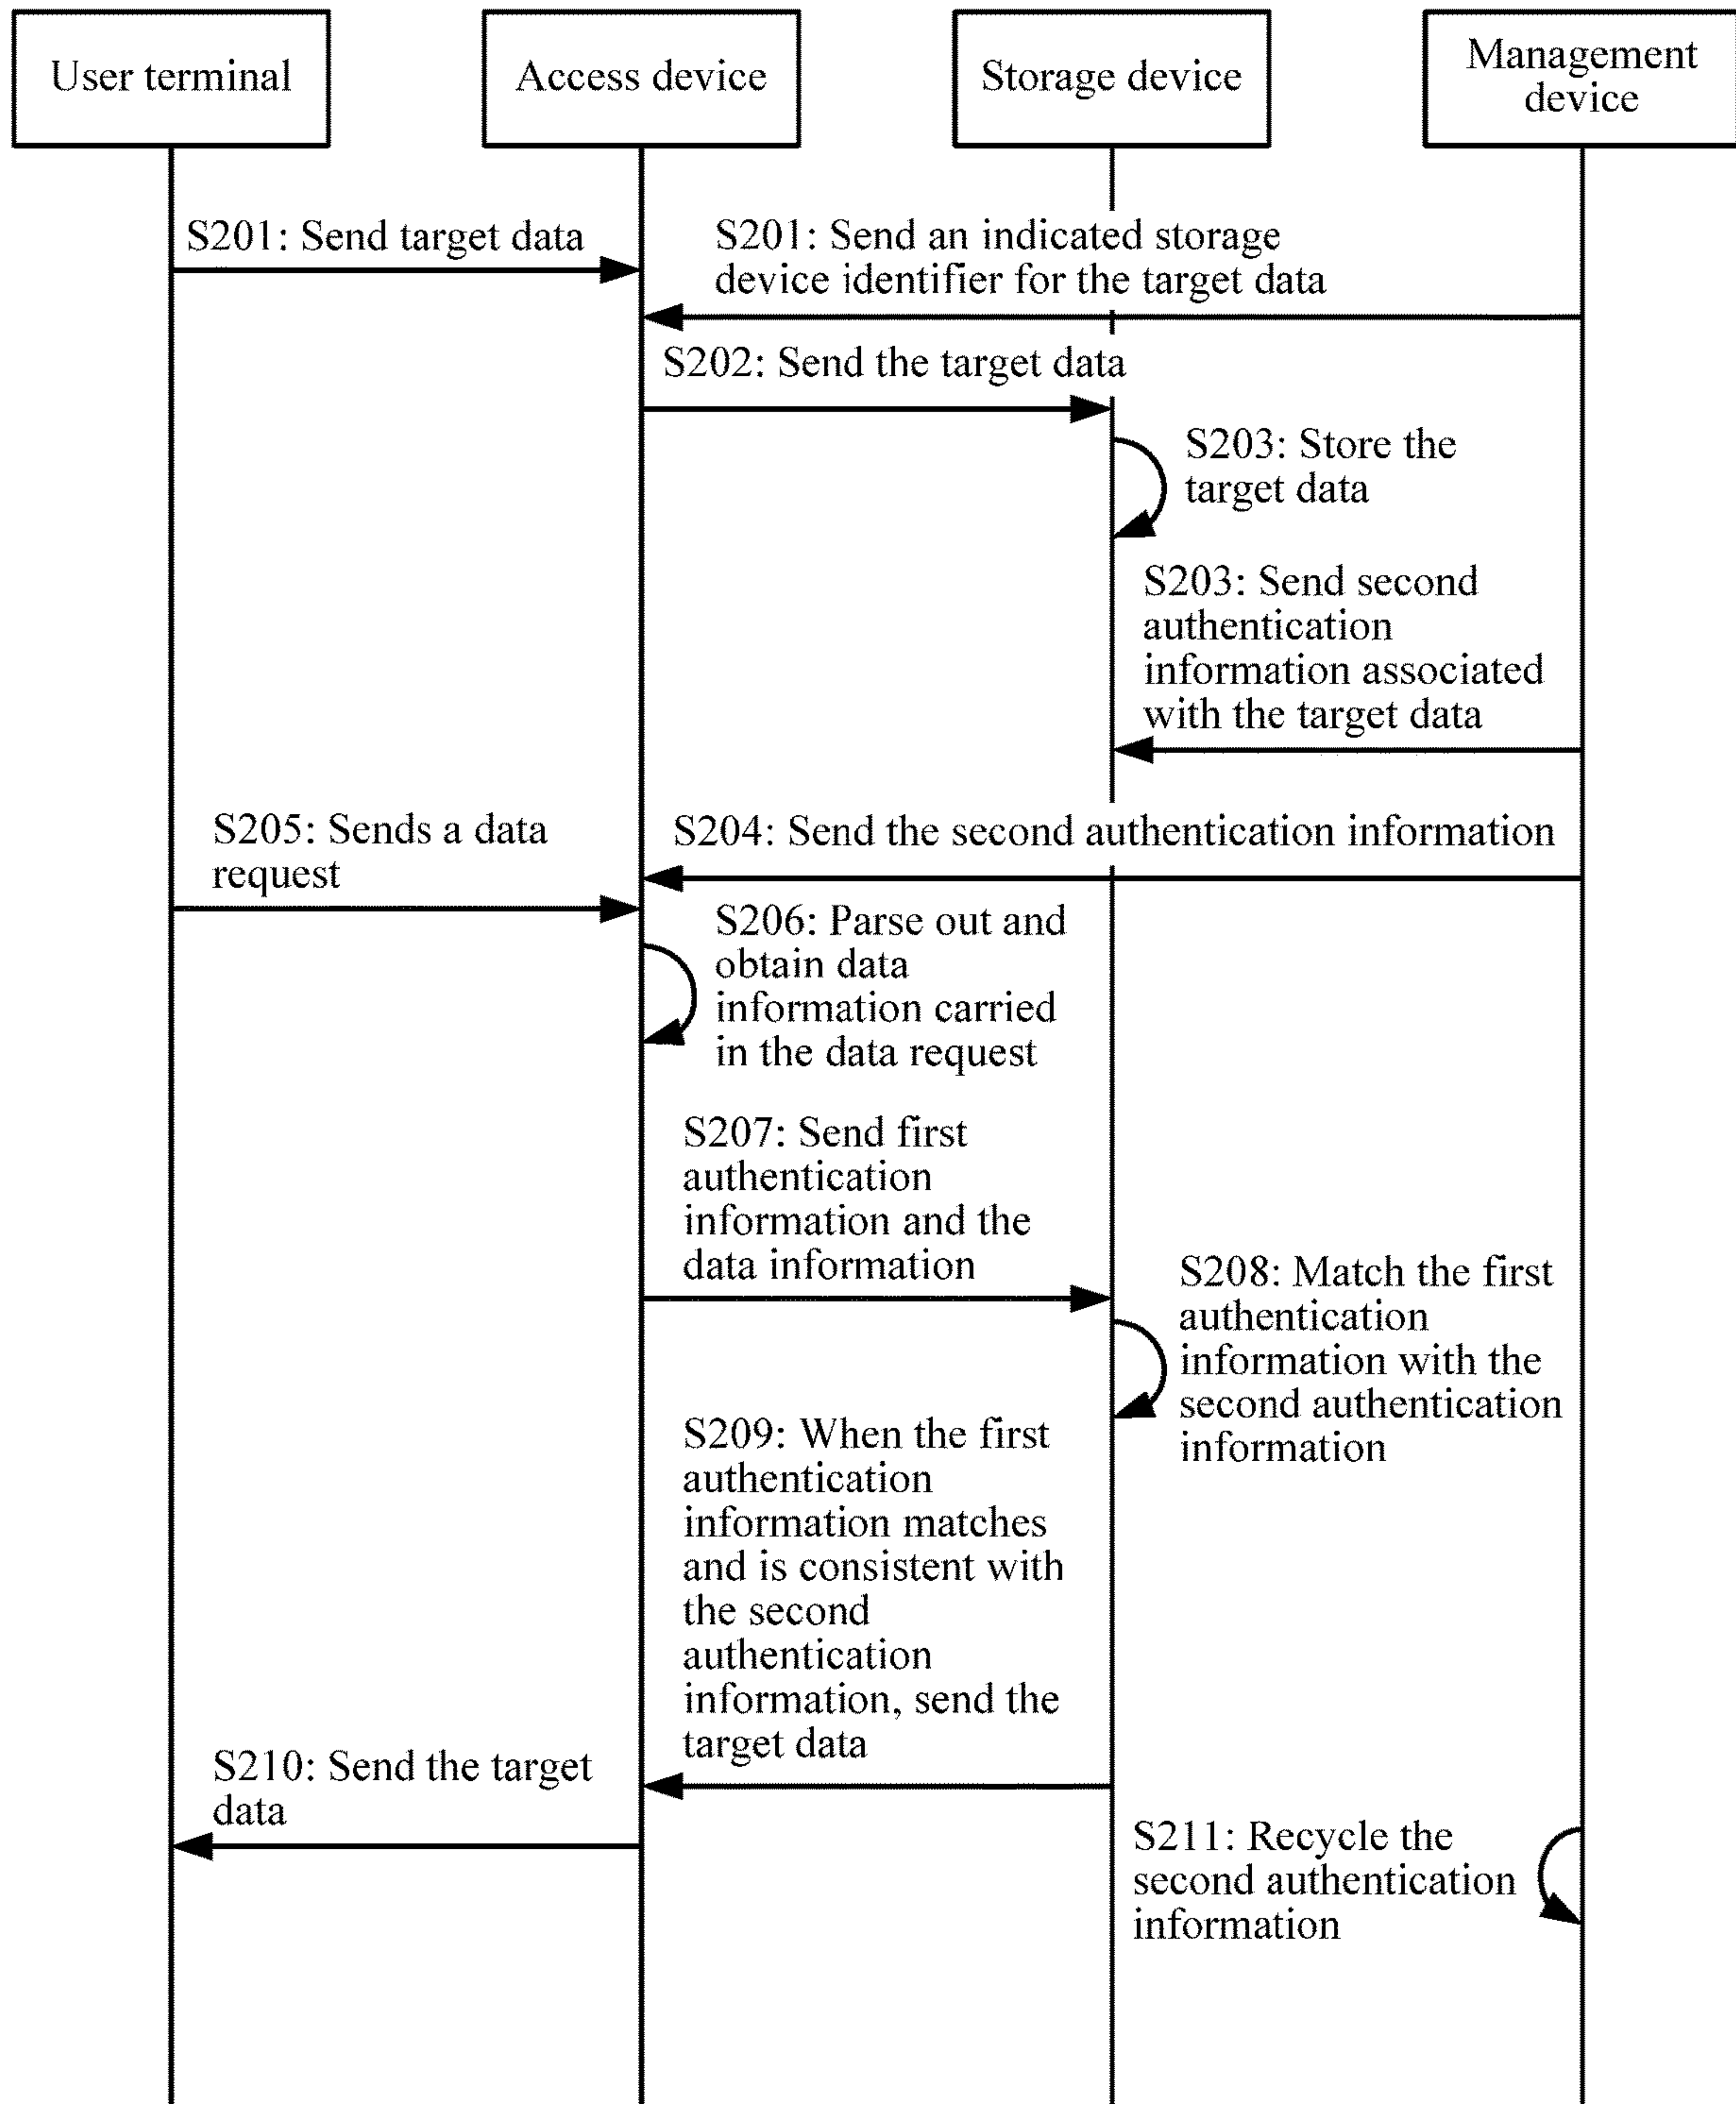 User terminal
Access device
Storage device
Management
device
S201: Send target data
S201: Send an indicated storage
device identifier for the target data
S202: Send the target data
S203: Store the
target data
S203: Send second
authentication
information associated
with the target data
S205: Sends a data
request
S204: Send the second authentication information
S206: Parse out and
obtain data
information carried
in the data request
S207: Send first
authentication
information and the
data information
S208: Match the first
authentication
information with the
second authentication
information
S209: When the first
authentication
information matches
and is consistent with
the second
authentication
information, send the
target data
S210: Send the target
data
S211: Recycle the
second authentication
information